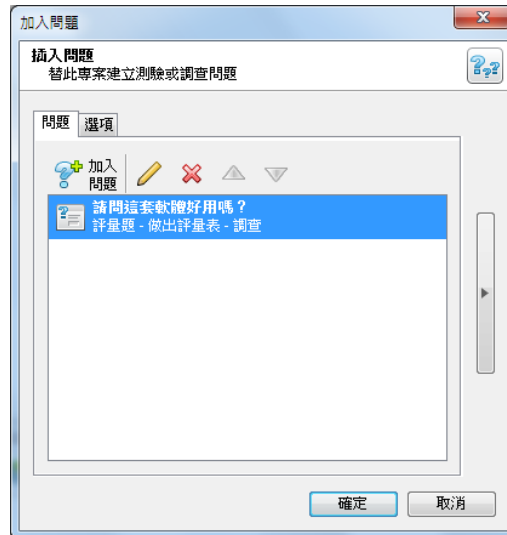 加入問題
插入問題
替此專案建立測驗或調查問題
問題 選項
加入
問題
請問這套軟體好用嗎？
評量題 - 做出評量表 - 調查
確定 取消